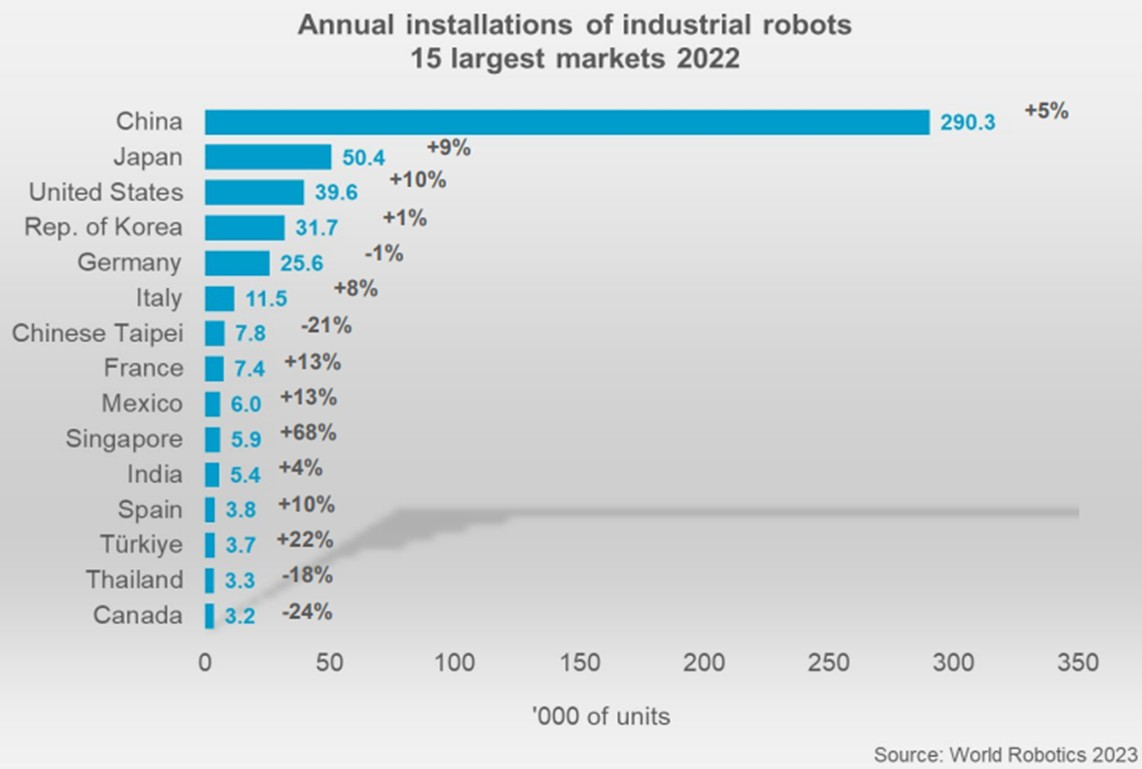 Annual installations of industrial robots
15 largest markets 2022
China 290.3 +5%
Japan 50.4 +9%
United States 39.6 +10%
Rep. of Korea 31.7 +1%
Germany 25.6 -1%
Italy 11.5 +8%
Chinese Taipei 7.8 -21%
France 7.4 +13%
Mexico 6.0 +13%
Singapore 5.9 +68%
India 5.4 +4%
Spain 3.8 +10%
Türkiye 3.7 +22%
Thailand 3.3 -18%
Canada 3.2 -24%
0 50 100 150 200 250 300 350
'000 of units
Source: World Robotics 2023